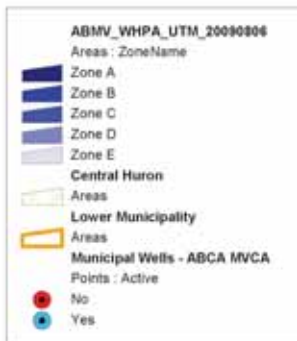 ABMV_WHPA_UTM_20090806
Areas : ZoneName
Zone A
Zone B
Zone C
Zone D
Zone E
Central Huron
Areas
Lower Municipality
Areas
Municipal Wells - ABCA MVCA
Points : Active
No
Yes